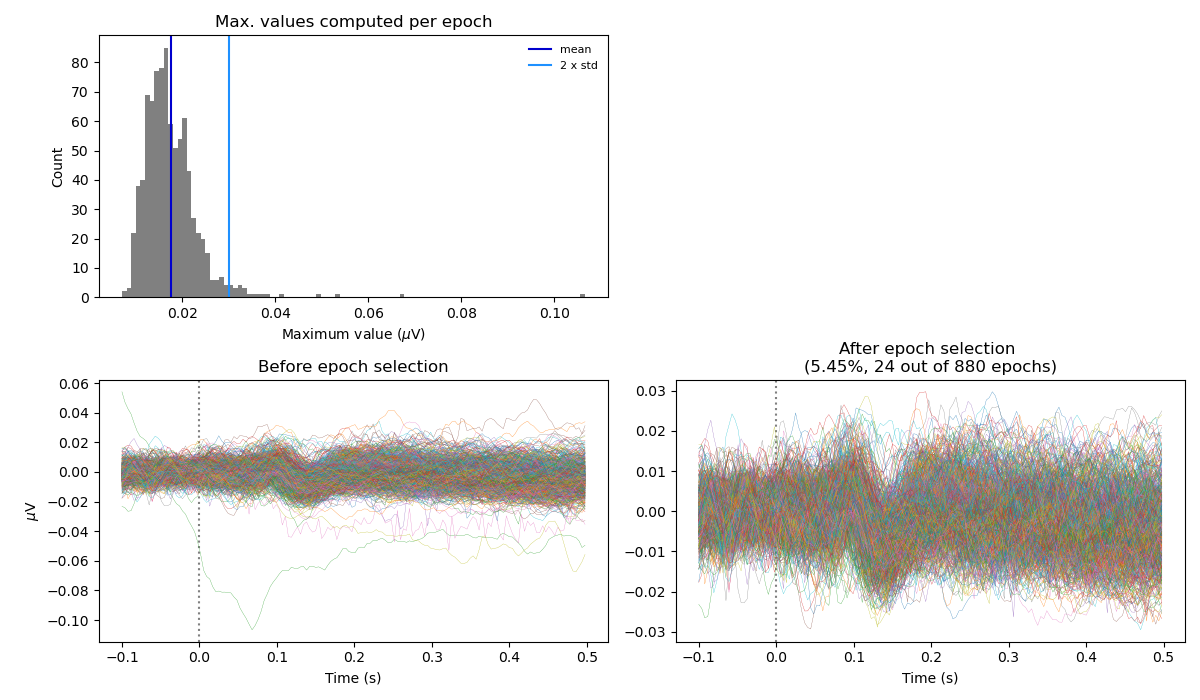 Max. values computed per epoch
mean
2 x std
80
70
60
50
40
30
20
10
0
Count
0.02 0.04 0.06 0.08 0.10
Maximum value (μV)
Before epoch selection
0.06
0.04
0.02
0.00
−0.02
−0.04
−0.06
−0.08
−0.10
μV
−0.1 0.0 0.1 0.2 0.3 0.4 0.5
Time (s)
After epoch selection
(5.45%, 24 out of 880 epochs)
0.03
0.02
0.01
0.00
−0.01
−0.02
−0.03
−0.1 0.0 0.1 0.2 0.3 0.4 0.5
Time (s)